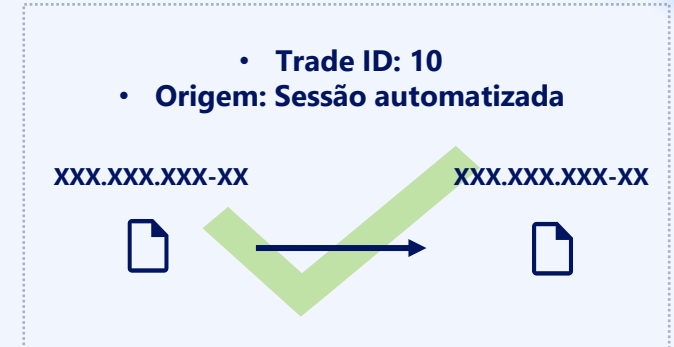 • Trade ID: 10
• Origem: Sessão automatizada
XXX.XXX.XXX-XX XXX.XXX.XXX-XX